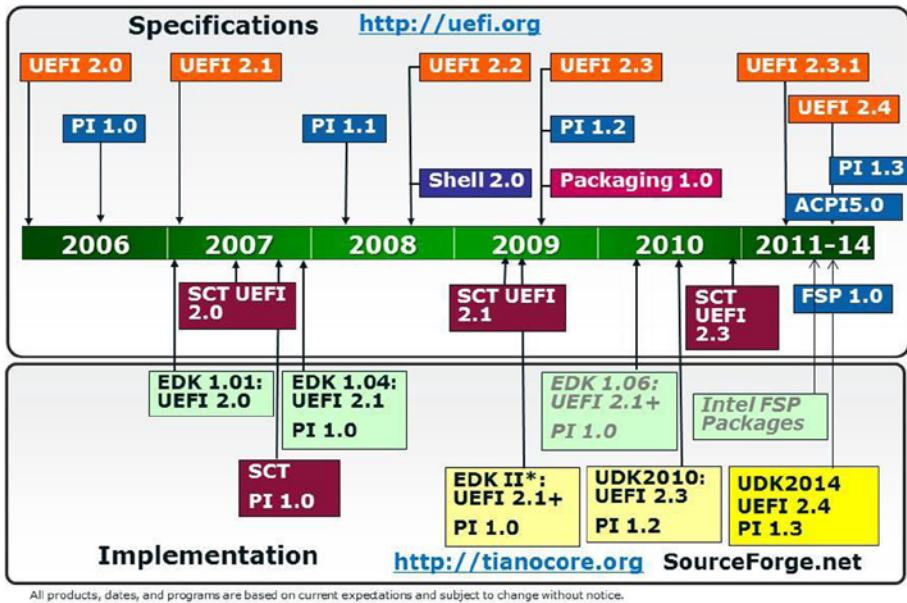 Specifications http://uefi.org
UEFI 2.0
UEFI 2.1
UEFI 2.2
UEFI 2.3
UEFI 2.3.1
UEFI 2.4
PI 1.0
PI 1.1
PI 1.2
PI 1.3
Shell 2.0
Packaging 1.0
ACPI5.0
2006
2007
2008
2009
2010
2011-14
SCT UEFI
2.0
SCT UEFI
2.1
SCT
UEFI
2.3
FSP 1.0
EDK 1.01:
UEFI 2.0
EDK 1.04:
UEFI 2.1
PI 1.0
EDK 1.06:
UEFI 2.1+
PI 1.0
Intel FSP
Packages
SCT
PI 1.0
EDK II*:
UEFI 2.1+
PI 1.0
UDK2010:
UEFI 2.3
PI 1.2
UDK2014
UEFI 2.4
PI 1.3
Implementation
http://tianocore.org SourceForge.net
All products, dates, and programs are based on current expectations and subject to change without notice.